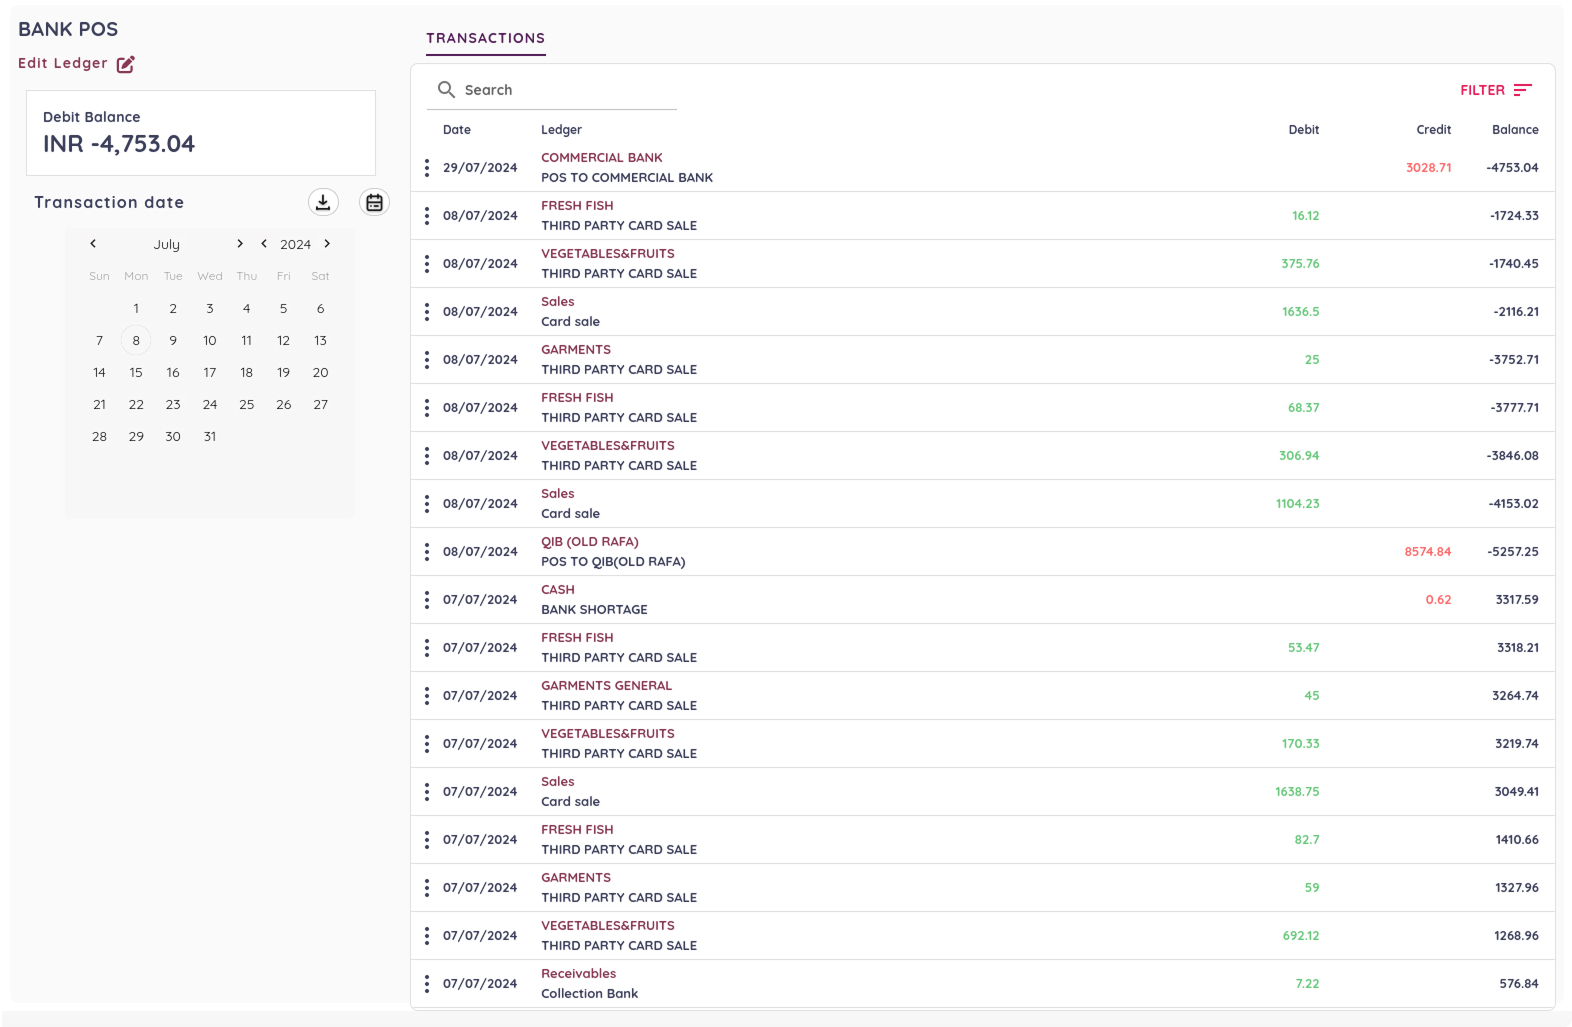 BANK POS
Edit Ledger
Debit Balance
INR -4,753.04
Transaction date
July 2024
Sun Mon Tue Wed Thu Fri Sat
1 2 3 4 5 6
7 8 9 10 11 12 13
14 15 16 17 18 19 20
21 22 23 24 25 26 27
28 29 30 31
TRANSACTIONS
Search FILTER
Date Ledger Debit Credit Balance
COMMERCIAL BANK
29/07/2024 3028.71 -4753.04
POS TO COMMERCIAL BANK
FRESH FISH
08/07/2024 16.12 -1724.33
THIRD PARTY CARD SALE
VEGETABLES&FRUITS
08/07/2024 375.76 -1740.45
THIRD PARTY CARD SALE
Sales
08/07/2024 1636.5 -2116.21
Card sale
GARMENTS
08/07/2024 25 -3752.71
THIRD PARTY CARD SALE
FRESH FISH
08/07/2024 68.37 -3777.71
THIRD PARTY CARD SALE
VEGETABLES&FRUITS
08/07/2024 306.94 -3846.08
THIRD PARTY CARD SALE
Sales
08/07/2024 1104.23 -4153.02
Card sale
QIB (OLD RAFA)
08/07/2024 8574.84 -5257.25
POS TO QIB(OLD RAFA)
CASH
07/07/2024 0.62 3317.59
BANK SHORTAGE
FRESH FISH
07/07/2024 53.47 3318.21
THIRD PARTY CARD SALE
GARMENTS GENERAL
07/07/2024 45 3264.74
THIRD PARTY CARD SALE
VEGETABLES&FRUITS
07/07/2024 170.33 3219.74
THIRD PARTY CARD SALE
Sales
07/07/2024 1638.75 3049.41
Card sale
FRESH FISH
07/07/2024 82.7 1410.66
THIRD PARTY CARD SALE
GARMENTS
07/07/2024 59 1327.96
THIRD PARTY CARD SALE
VEGETABLES&FRUITS
07/07/2024 692.12 1268.96
THIRD PARTY CARD SALE
Receivables
07/07/2024 7.22 576.84
Collection Bank